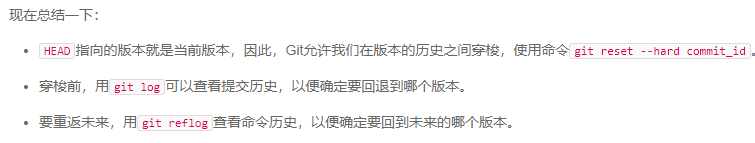 现在总结一下：
HEAD指向的版本就是当前版本，因此，Git允许我们在版本的历史之间穿梭，使用命令git reset --hard commit_id。
穿梭前，用git log可以查看提交历史，以便确定要回退到哪个版本。
要重返未来，用git reflog查看命令历史，以便确定要回到未来的哪个版本。